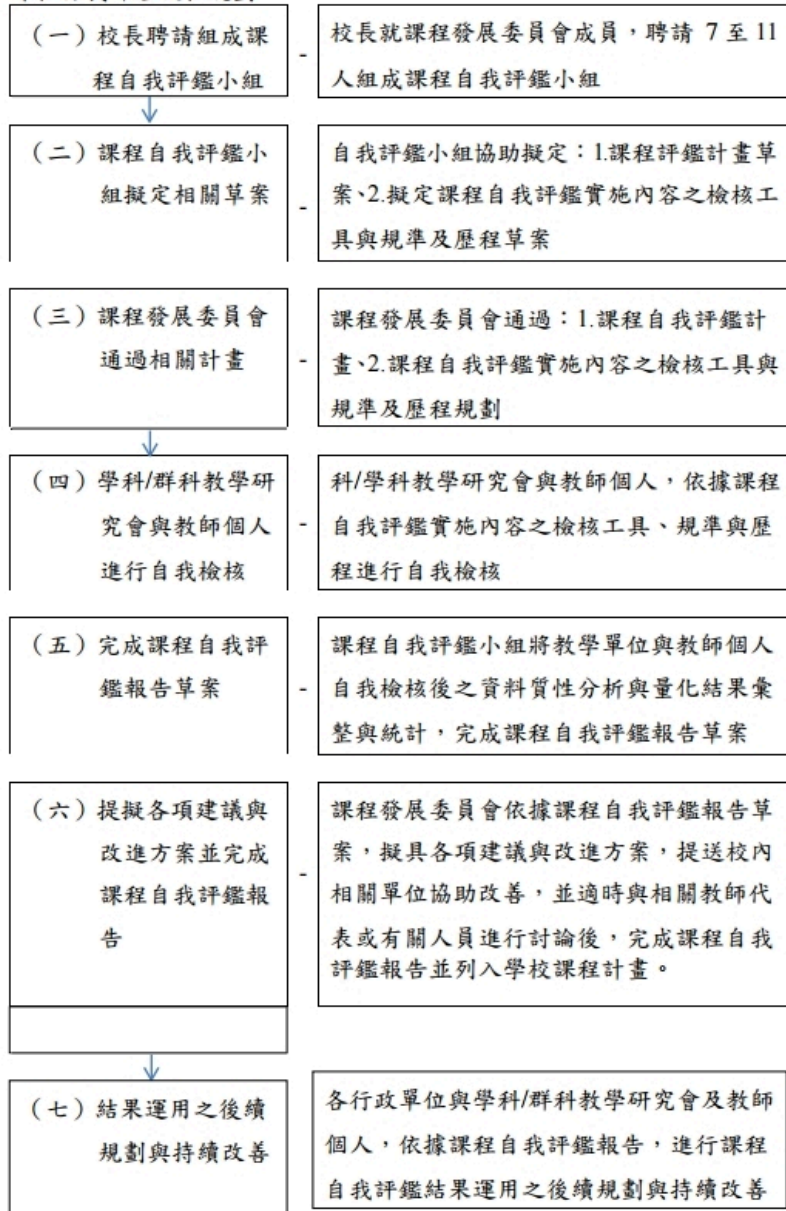 （一）校長聘請組成課
程自我評鑑小組
-
校長就課程發展委員會成員，聘請 7 至 11
人組成課程自我評鑑小組
（二）課程自我評鑑小
組擬定相關草案
-
自我評鑑小組協助擬定：1.課程評鑑計畫草
案、2.擬定課程自我評鑑實施內容之檢核工
具與規準及歷程草案
（三）課程發展委員會
通過相關計畫
-
課程發展委員會通過：1.課程自我評鑑計
畫、2.課程自我評鑑實施內容之檢核工具與
規準及歷程規劃
（四）學科/群科教學研
究會與教師個人
進行自我檢核
-
科/學科教學研究會與教師個人，依據課程
自我評鑑實施內容之檢核工具、規準與歷
程進行自我檢核
（五）完成課程自我評
鑑報告草案
-
課程自我評鑑小組將教學單位與教師個人
自我檢核後之資料質性分析與量化結果彙
整與統計，完成課程自我評鑑報告草案
（六）提擬各項建議與
改進方案並完成
課程自我評鑑報
告
-
課程發展委員會依據課程自我評鑑報告草
案，擬具各項建議與改進方案，提送校內
相關單位協助改善，並適時與相關教師代
表或有關人員進行討論後，完成課程自我
評鑑報告並列入學校課程計畫。
（七）結果運用之後續
規劃與持續改善
各行政單位與學科/群科教學研究會及教師
個人，依據課程自我評鑑報告，進行課程
自我評鑑結果運用之後續規劃與持續改善